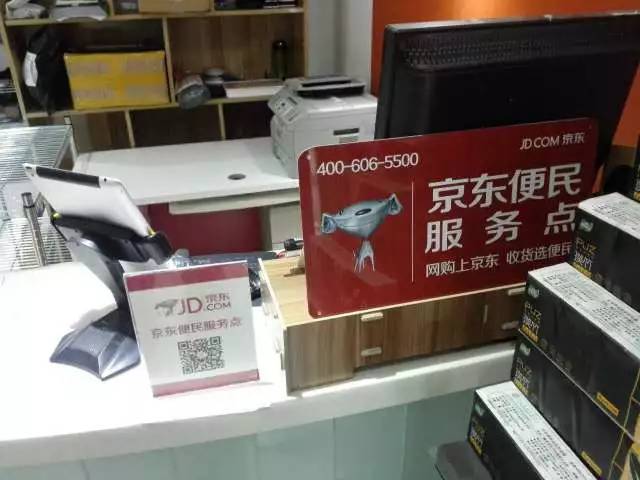 JD.COM 京东
400-606-5500
京东便民
服务点
网购上京东 收货选便民
JD 京东
.COM
京东便民服务点